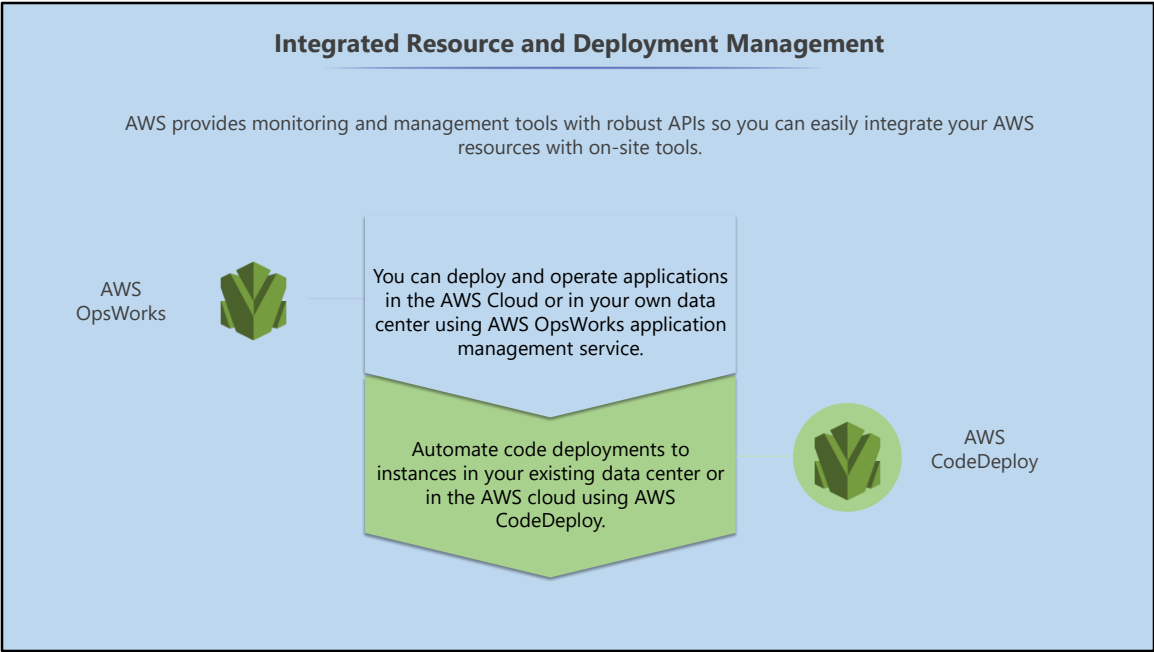 Integrated Resource and Deployment Management
AWS provides monitoring and management tools with robust APIs so you can easily integrate your AWS
resources with on-site tools.
AWS
OpsWorks
You can deploy and operate applications
in the AWS Cloud or in your own data
center using AWS OpsWorks application
management service.
Automate code deployments to
instances in your existing data center or
in the AWS cloud using AWS
CodeDeploy.
AWS
CodeDeploy